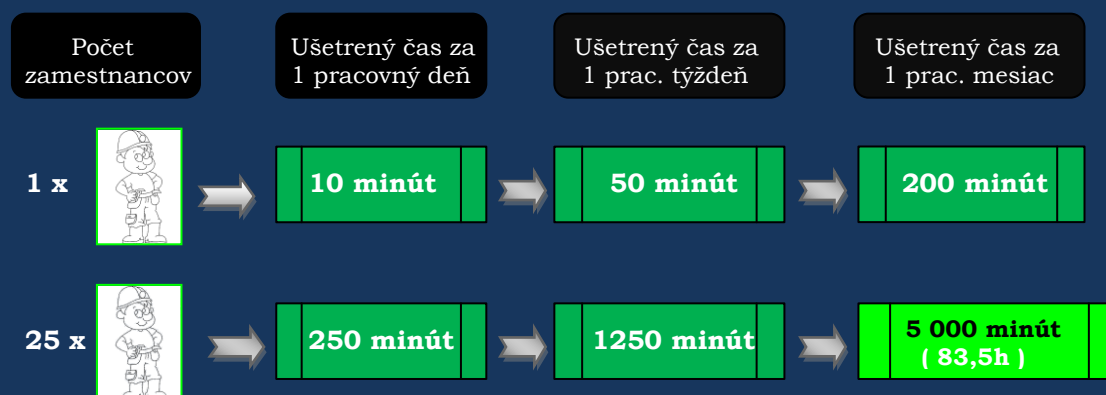 Počet
zamestnancov
Ušetrený čas za
1 pracovný deň
Ušetrený čas za
1 prac. týždeň
Ušetrený čas za
1 prac. mesiac
1 x
10 minút
50 minút
200 minút
25 x
250 minút
1250 minút
5 000 minút
( 83,5h )